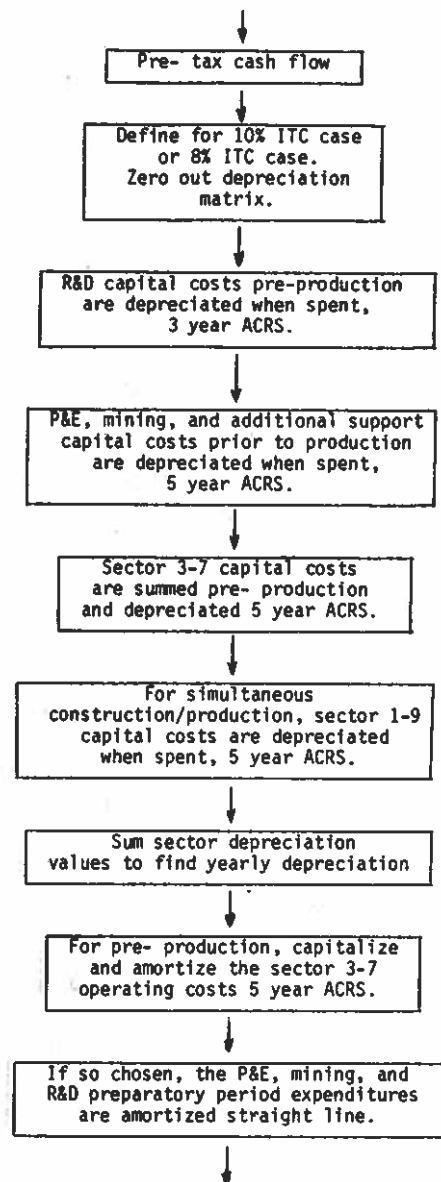 Pre- tax cash flow
Define for 10% ITC case
or 8% ITC case.
Zero out depreciation
matrix.
R&D capital costs pre-production
are depreciated when spent,
3 year ACRS.
P&E, mining, and additional support
capital costs prior to production
are depreciated when spent,
5 year ACRS.
Sector 3-7 capital costs
are summed pre- production
and depreciated 5 year ACRS.
For simultaneous
construction/production, sector 1-9
capital costs are depreciated
when spent, 5 year ACRS.
Sum sector depreciation
values to find yearly depreciation
For pre- production, capitalize
and amortize the sector 3-7
operating costs 5 year ACRS.
If so chosen, the P&E, mining, and
R&D preparatory period expenditures
are amortized straight line.